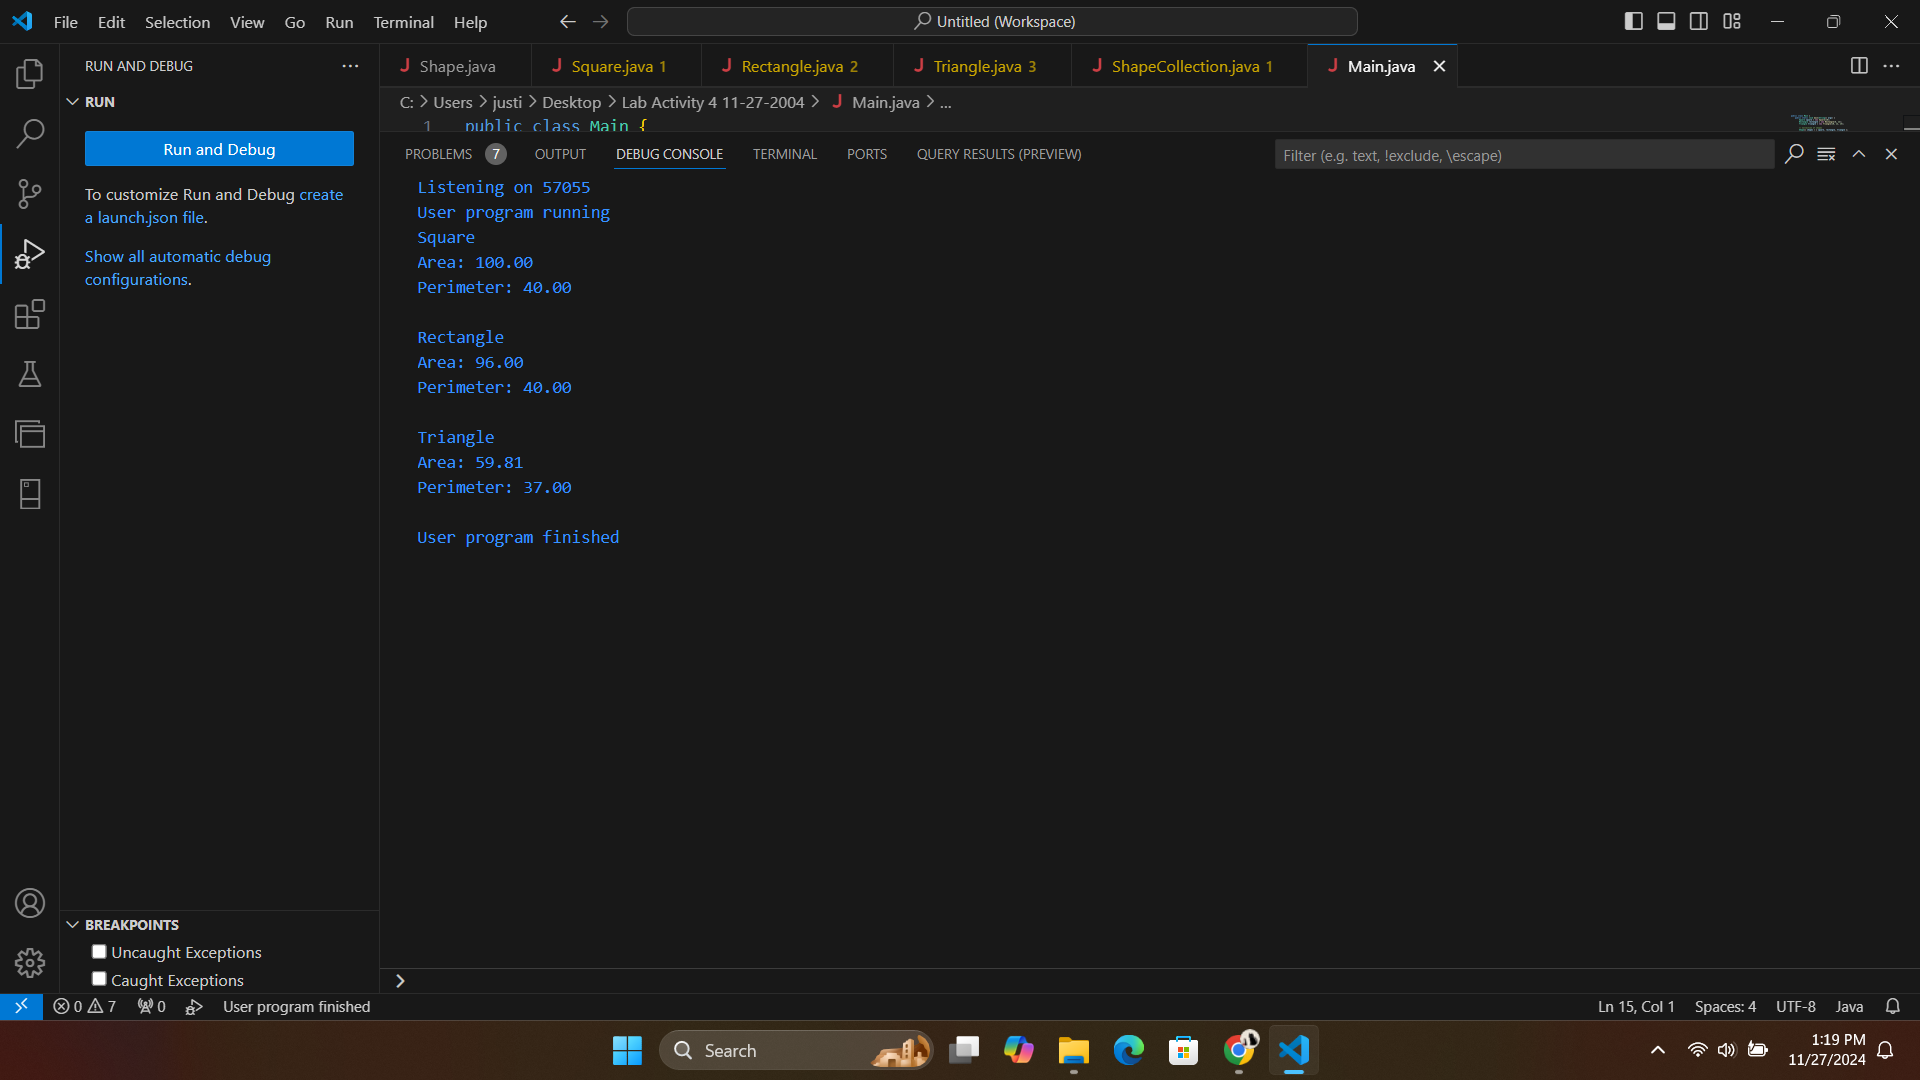 File Edit Selection View Go Run Terminal Help
Untitled (Workspace)
RUN AND DEBUG
RUN
Run and Debug
To customize Run and Debug create
a launch.json file.
Show all automatic debug
configurations.
BREAKPOINTS
Uncaught Exceptions
Caught Exceptions
Shape.java
Square.java 1
Rectangle.java 2
Triangle.java 3
ShapeCollection.java 1
Main.java
C: > Users > justi > Desktop > Lab Activity 4 11-27-2004 > Main.java > ...
1 public class Main {
PROBLEMS 7 OUTPUT DEBUG CONSOLE TERMINAL PORTS QUERY RESULTS (PREVIEW)
Filter (e.g. text, !exclude, \escape)
Listening on 57055
User program running
Square
Area: 100.00
Perimeter: 40.00
Rectangle
Area: 96.00
Perimeter: 40.00
Triangle
Area: 59.81
Perimeter: 37.00
User program finished
0 7 0 User program finished
Ln 15, Col 1 Spaces: 4 UTF-8 Java
Search
1:19 PM
11/27/2024